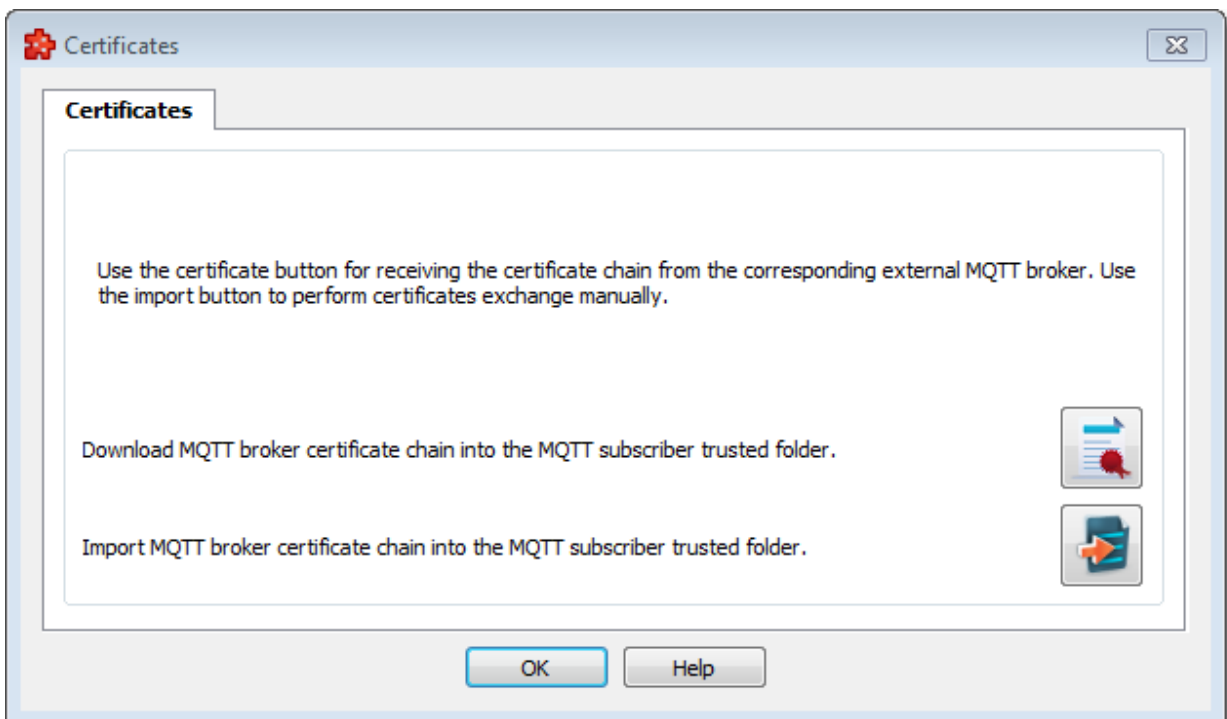 Certificates
Certificates
Use the certificate button for receiving the certificate chain from the corresponding external MQTT broker. Use
the import button to perform certificates exchange manually.
Download MQTT broker certificate chain into the MQTT subscriber trusted folder.
Import MQTT broker certificate chain into the MQTT subscriber trusted folder.
OK Help